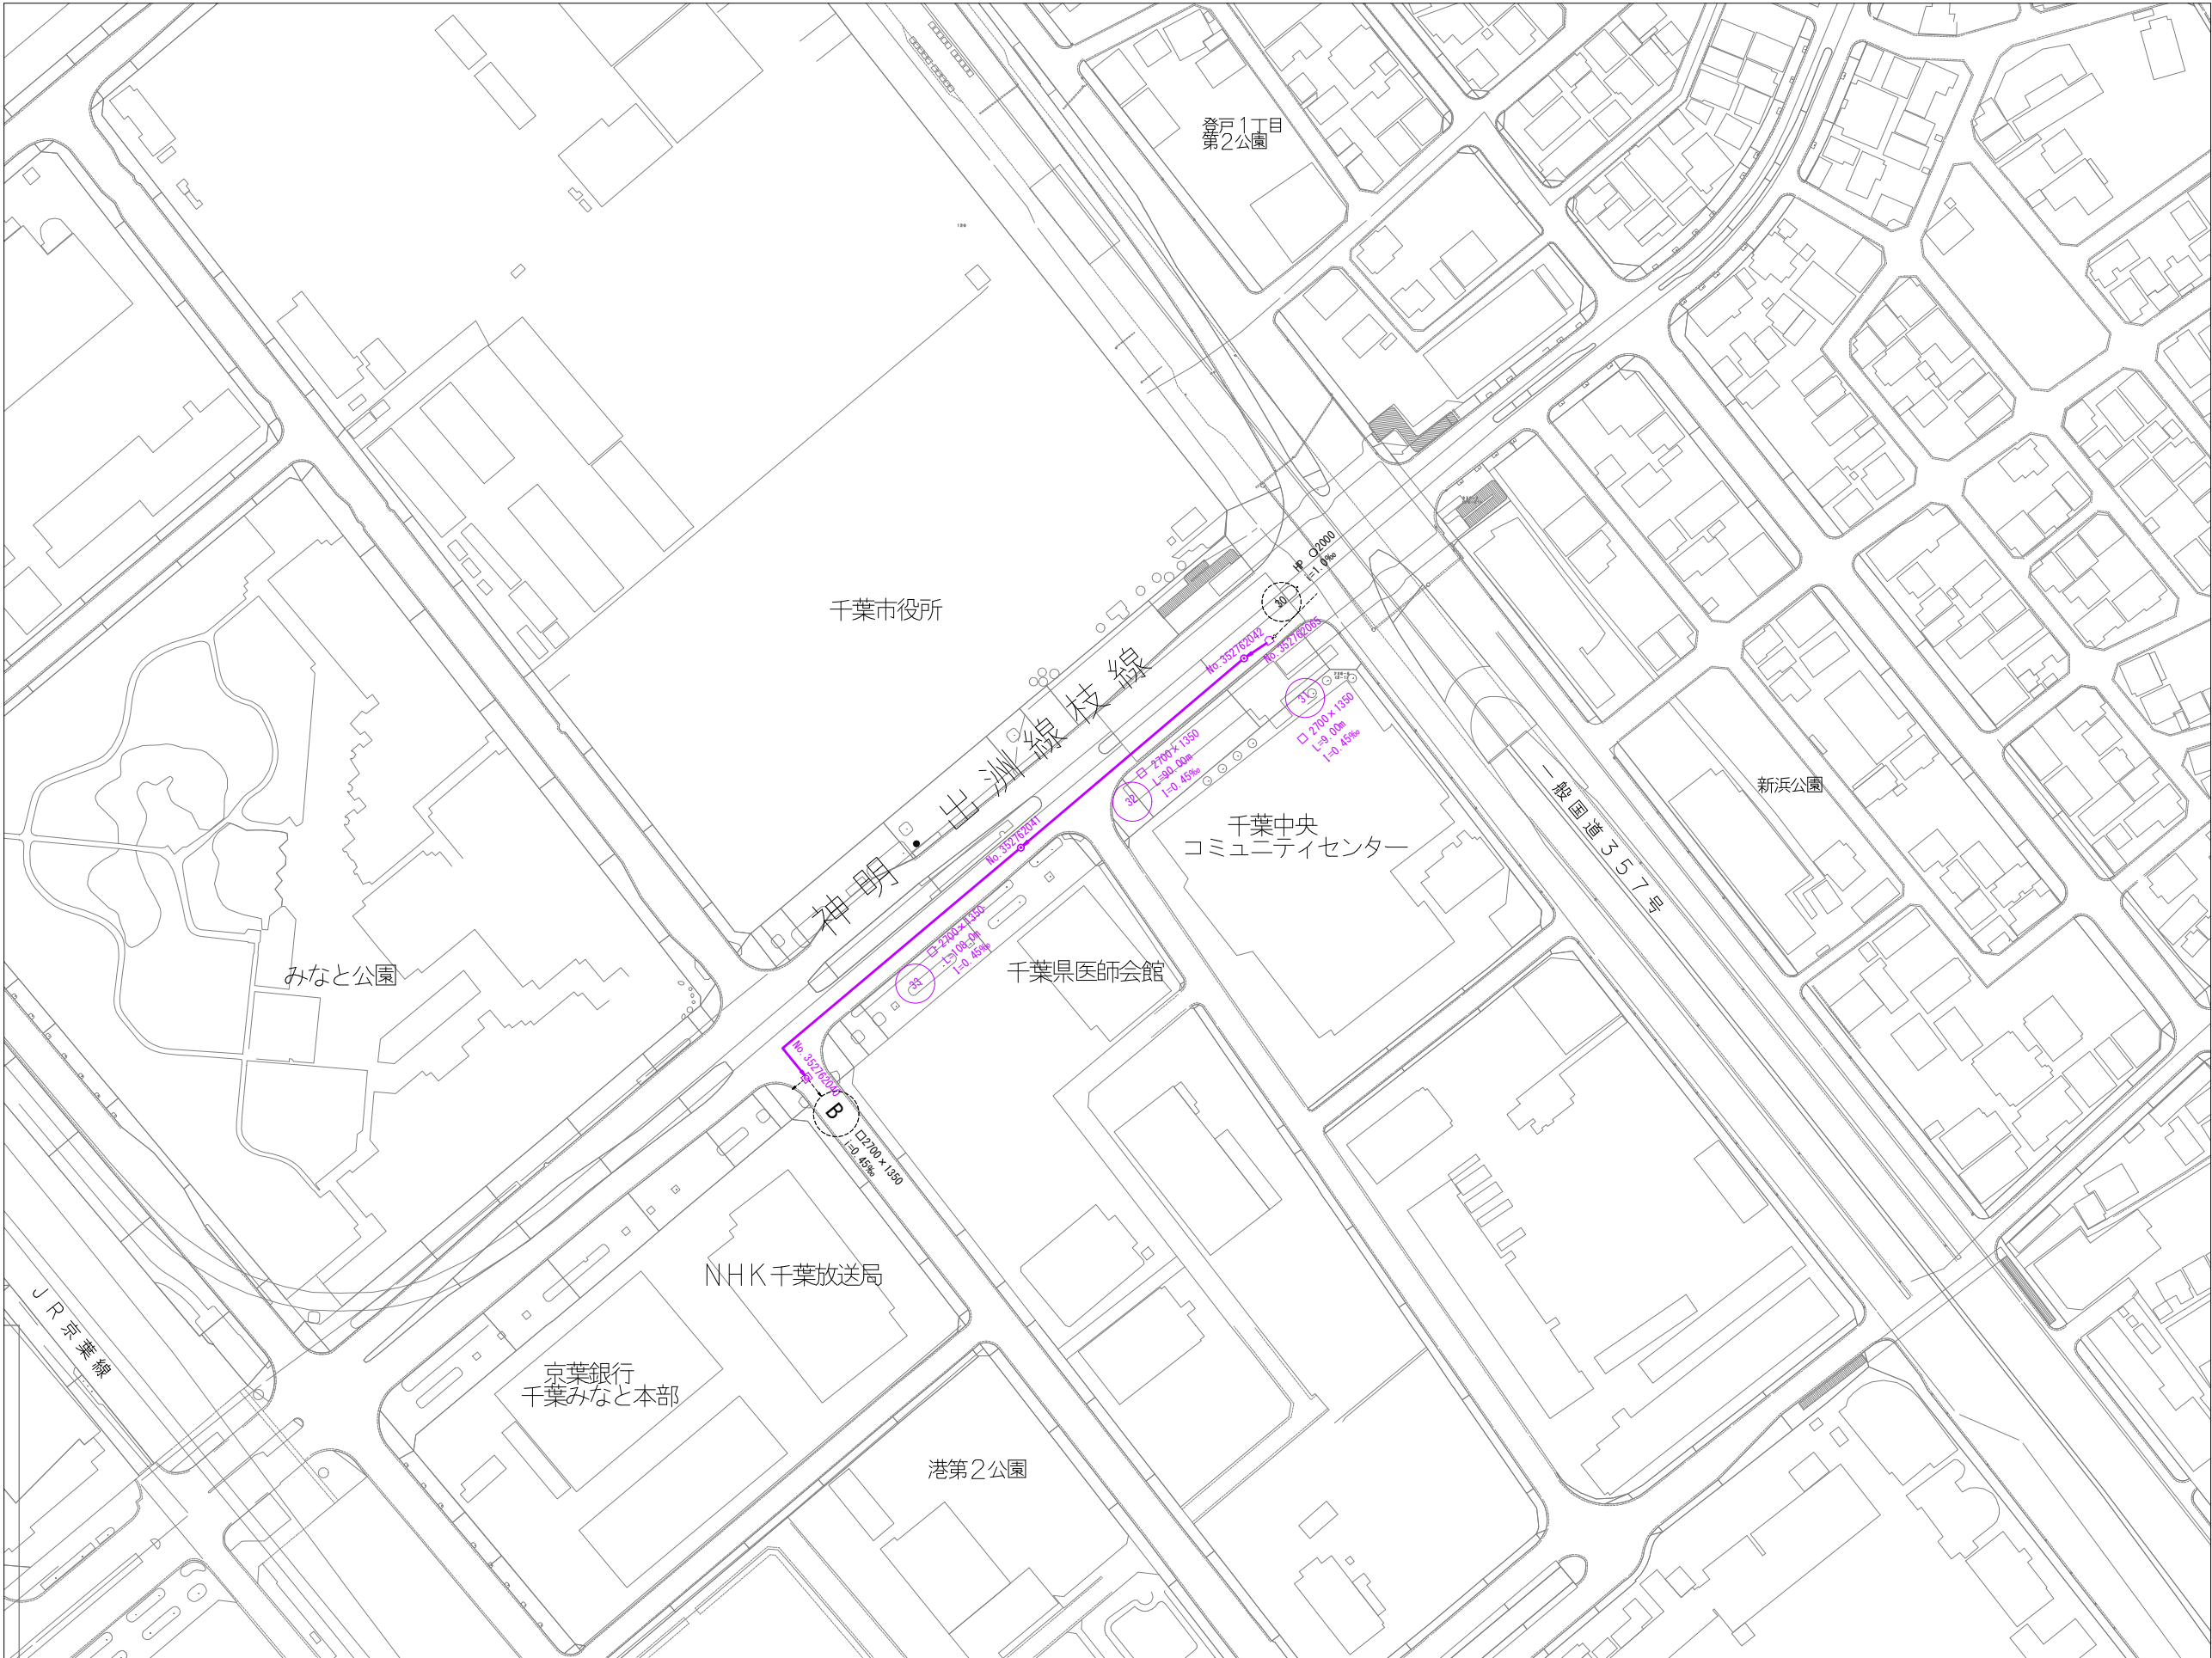 登戸1丁目
第2公園
千葉市役所
HP ○2000
i=1.0‰
30
No.352762042
No.352762065
神明出洲線枝線
31
□ 2700×1350
L=9.00m
I=0.45‰
32
□ 2700×1350
L=90.00m
I=0.45‰
一般国道357号
新浜公園
千葉中央
コミュニティセンター
No.352762041
33
□ 2700×1350
L=108.0m
I=0.45‰
千葉県医師会館
みなと公園
No.352762040
B
□2700×1350
i=0.45‰
NHK千葉放送局
JR京葉線
京葉銀行
千葉みなと本部
港第2公園